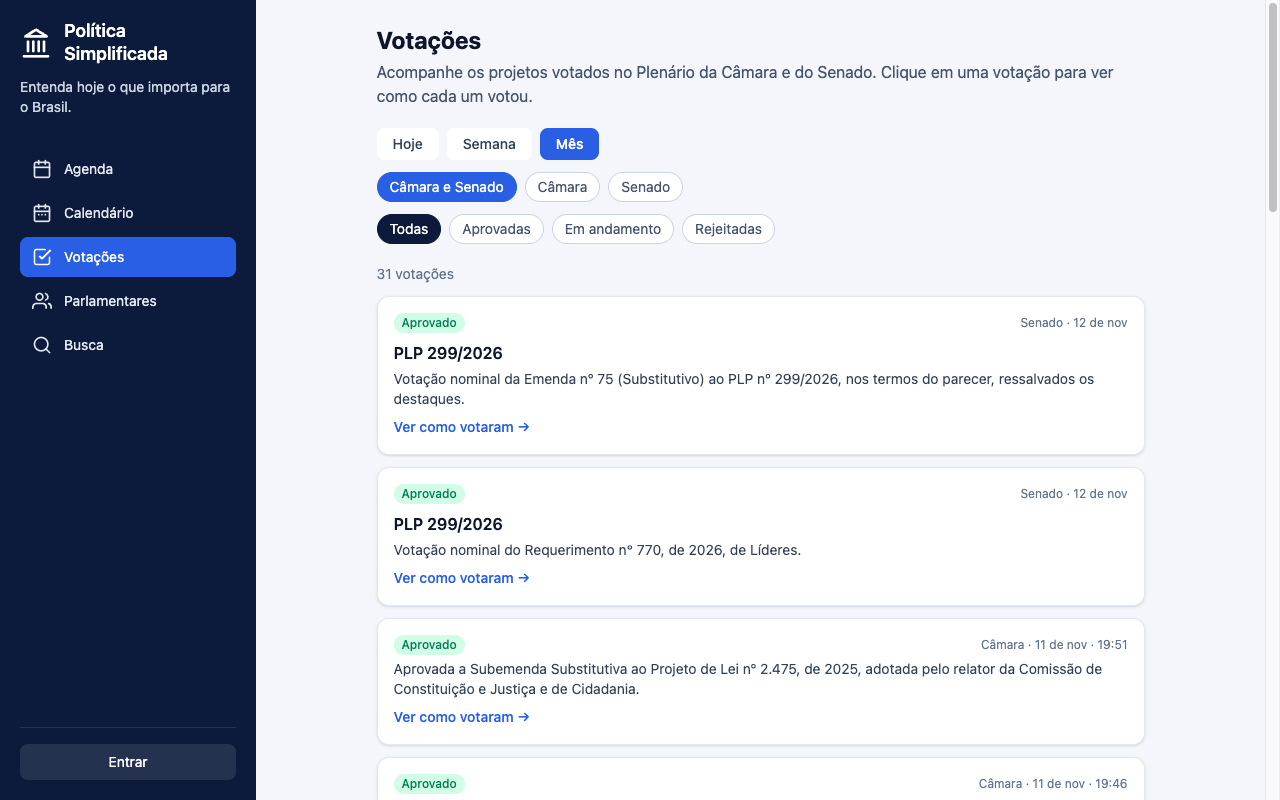 Política
Simplificada
Entenda hoje o que importa para
o Brasil.
Agenda
Calendário
Votações
Parlamentares
Busca
Entrar
Votações
Acompanhe os projetos votados no Plenário da Câmara e do Senado. Clique em uma votação para ver
como cada um votou.
Hoje Semana Mês
Câmara e Senado Câmara Senado
Todas Aprovadas Em andamento Rejeitadas
31 votações
Aprovado Senado · 12 de nov
PLP 299/2026
Votação nominal da Emenda nº 75 (Substitutivo) ao PLP nº 299/2026, nos termos do parecer, ressalvados os
destaques.
Ver como votaram →
Aprovado Senado · 12 de nov
PLP 299/2026
Votação nominal do Requerimento nº 770, de 2026, de Líderes.
Ver como votaram →
Aprovado Câmara · 11 de nov · 19:51
Aprovada a Subemenda Substitutiva ao Projeto de Lei nº 2.475, de 2025, adotada pelo relator da Comissão de
Constituição e Justiça e de Cidadania.
Ver como votaram →
Aprovado Câmara · 11 de nov · 19:46